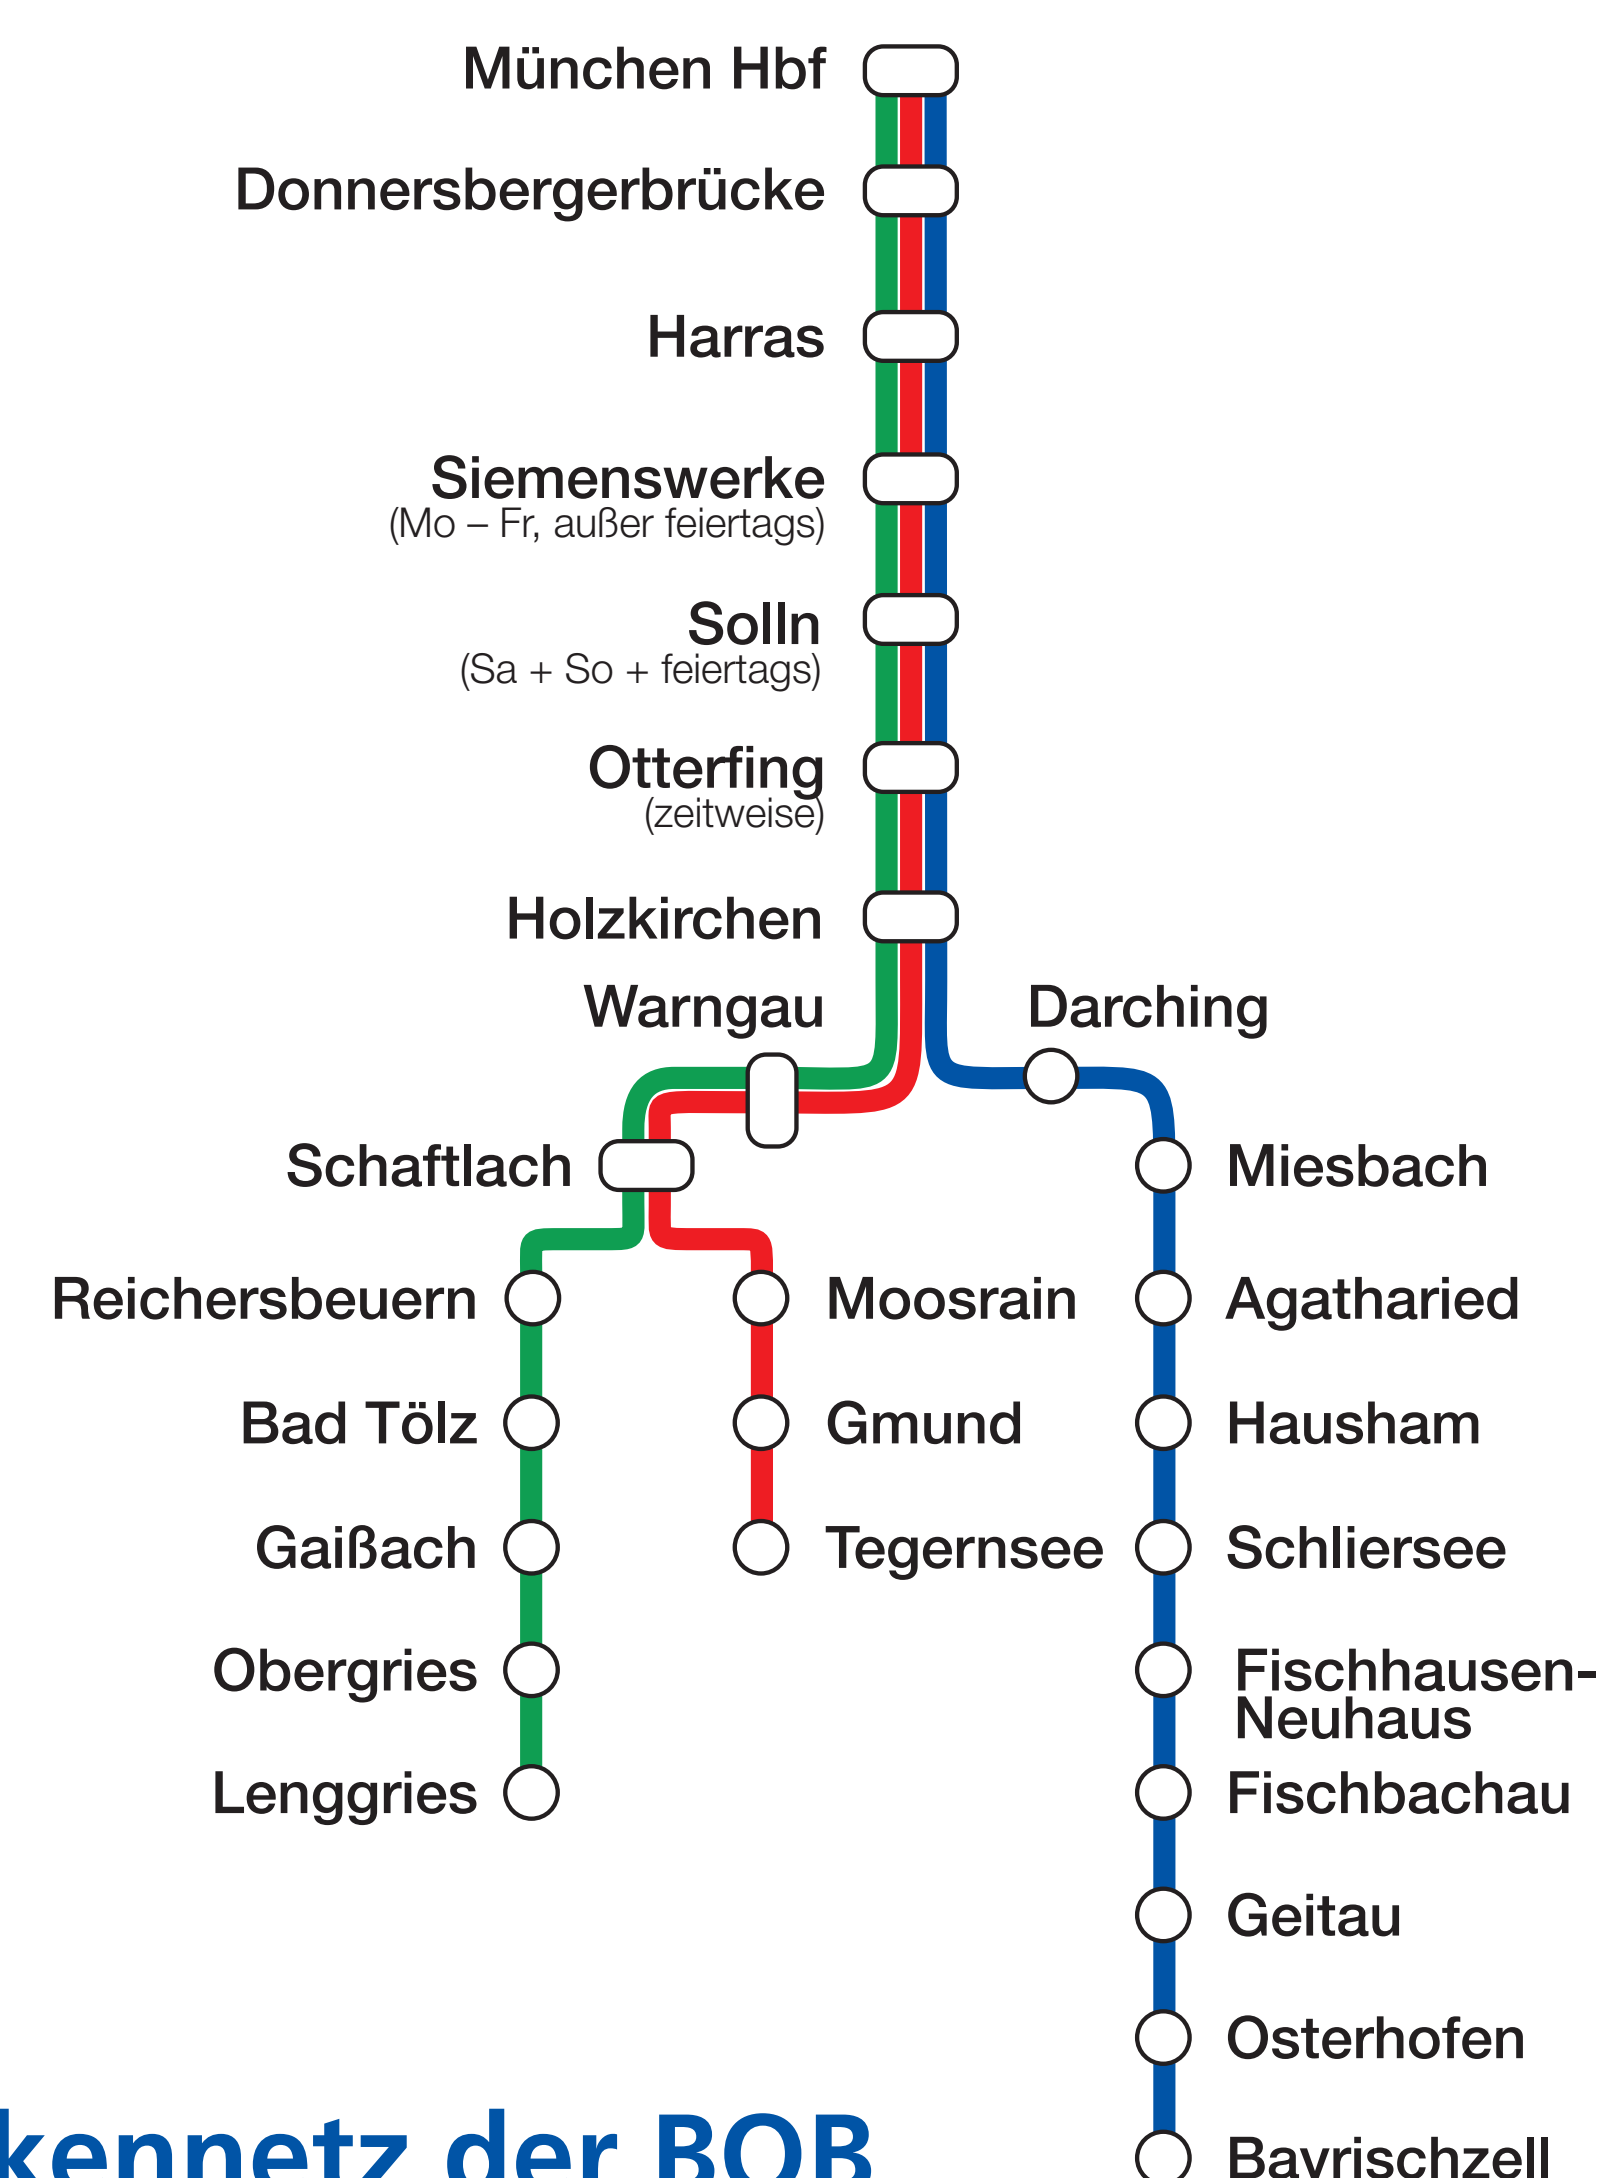 München Hbf
Donnersbergerbrücke
Harras
Siemenswerke
(Mo – Fr, außer feiertags)
Solln
(Sa + So + feiertags)
Otterfing
(zeitweise)
Holzkirchen
Warngau
Darching
Schaftlach
Miesbach
Reichersbeuern
Moosrain
Agatharied
Bad Tölz
Gmund
Hausham
Gaißach
Tegernsee
Schliersee
Obergries
Fischhausen-
Neuhaus
Lenggries
Fischbachau
Geitau
Osterhofen
kennetz der BOB
Bayrischzell